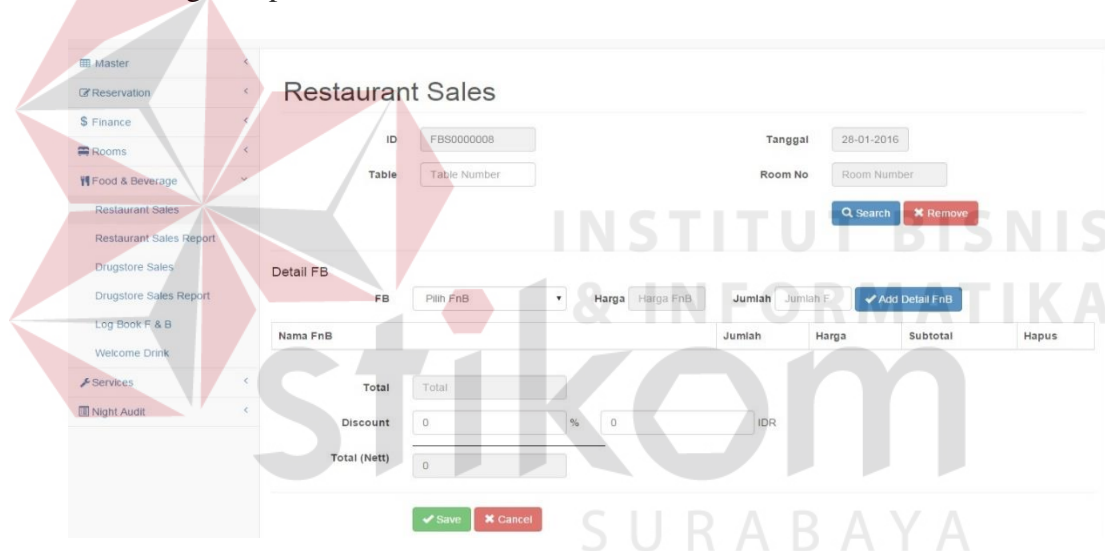 Master
Reservation
$ Finance
Rooms
Food & Beverage
Restaurant Sales
Restaurant Sales Report
Drugstore Sales
Drugstore Sales Report
Log Book F & B
Welcome Drink
Services
Night Audit
Restaurant Sales
ID FBS0000008 Tanggal 28-01-2016
Table Table Number Room No Room Number
Search Remove
Detail FB
FB Pilih FnB Harga Harga FnB Jumlah Jumlah F Add Detail FnB
Nama FnB Jumlah Harga Subtotal Hapus
Total Total
Discount 0 % 0 IDR
Total (Nett) 0
Save Cancel
INSTITUT BISNIS
& INFORMATIKA
stikom
SURABAYA